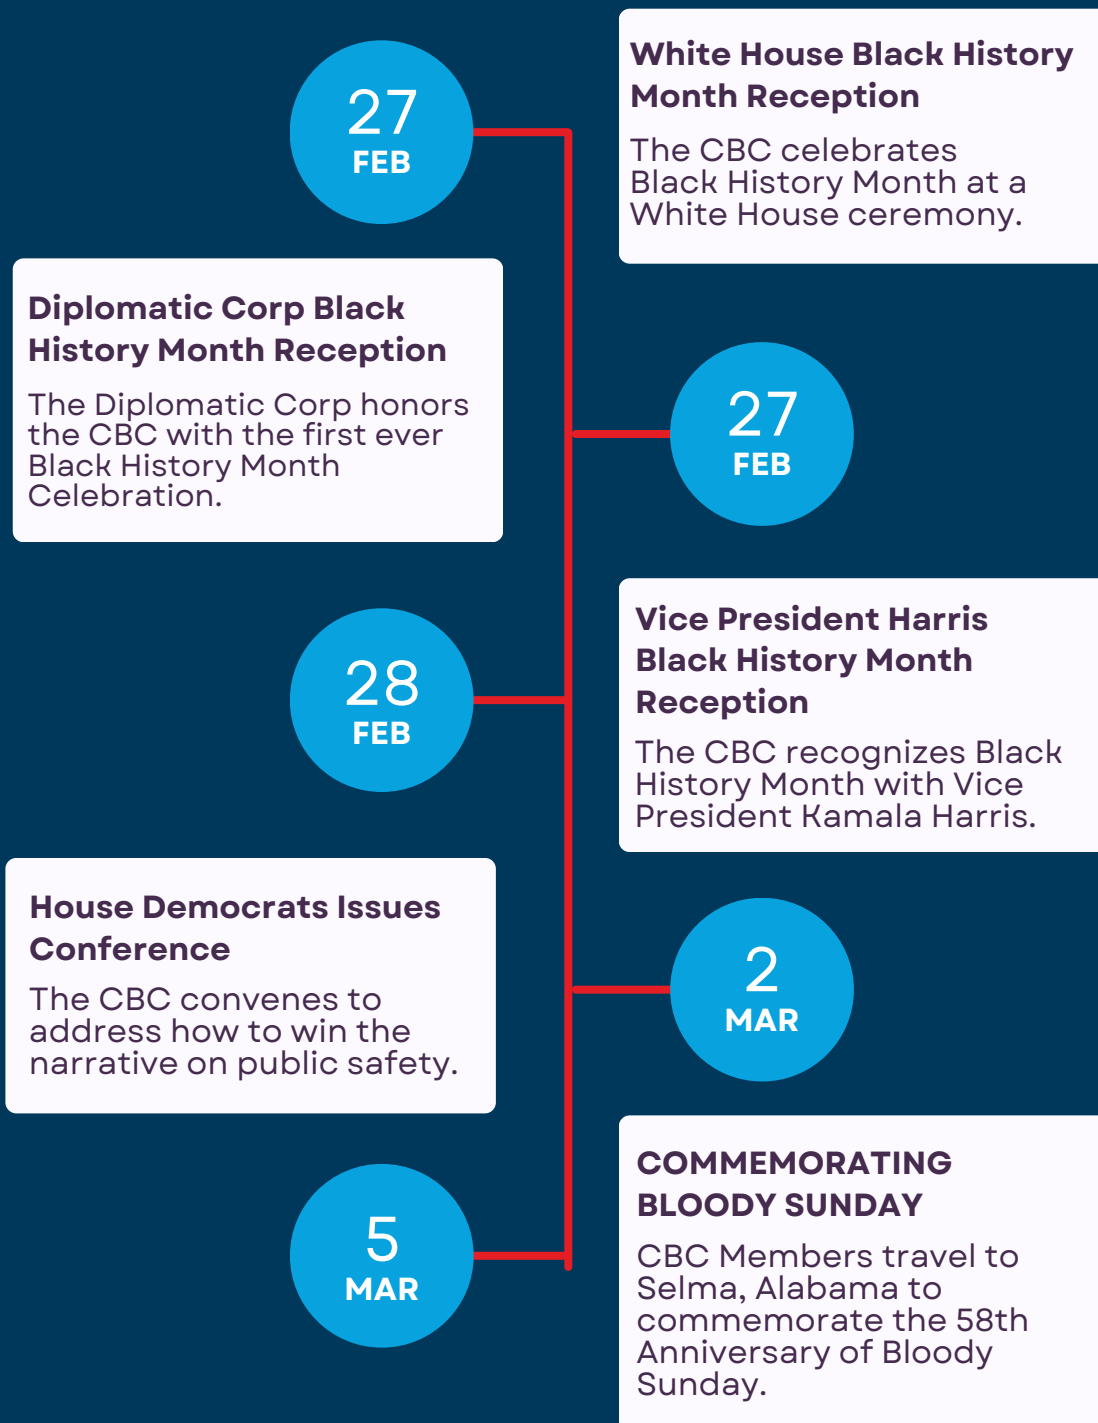 27
FEB
White House Black History
Month Reception
The CBC celebrates
Black History Month at a
White House ceremony.
Diplomatic Corp Black
History Month Reception
The Diplomatic Corp honors
the CBC with the first ever
Black History Month
Celebration.
27
FEB
28
FEB
Vice President Harris
Black History Month
Reception
The CBC recognizes Black
History Month with Vice
President Kamala Harris.
House Democrats Issues
Conference
The CBC convenes to
address how to win the
narrative on public safety.
2
MAR
5
MAR
COMMEMORATING
BLOODY SUNDAY
CBC Members travel to
Selma, Alabama to
commemorate the 58th
Anniversary of Bloody
Sunday.